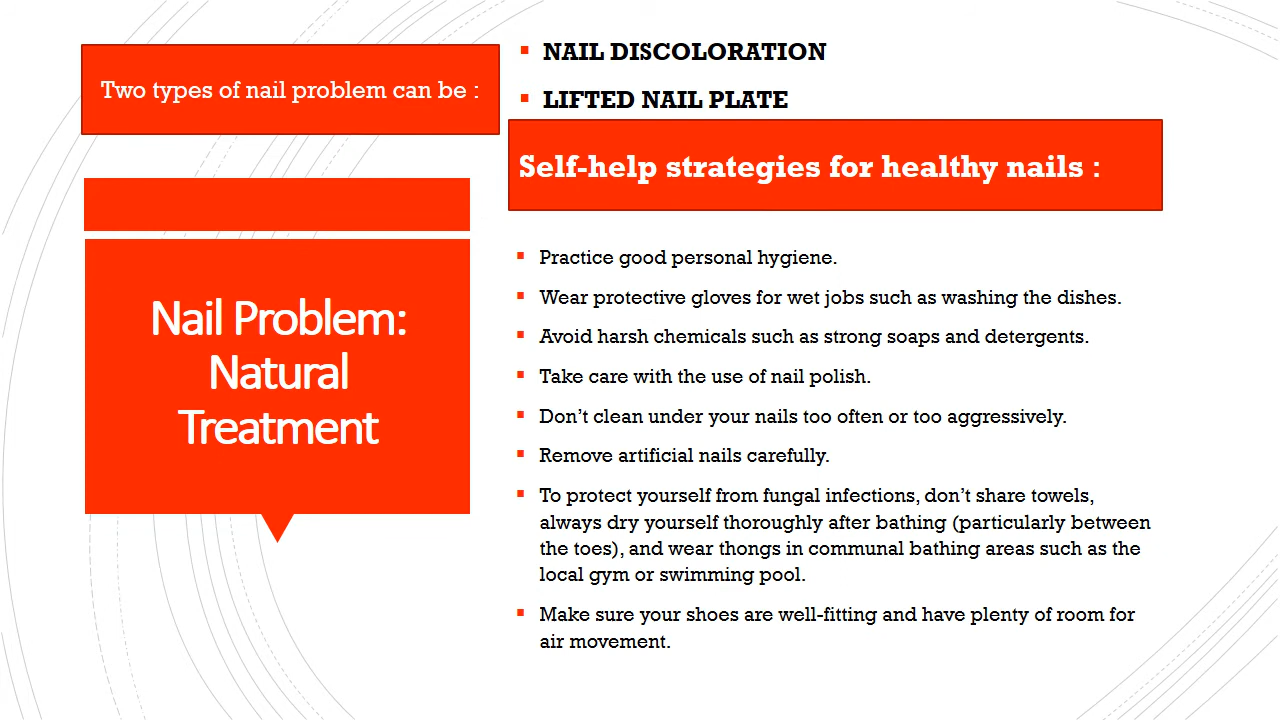 Two types of nail problem can be :
▪ NAIL DISCOLORATION
▪ LIFTED NAIL PLATE
Nail Problem:
Natural
Treatment
Self-help strategies for healthy nails :
▪ Practice good personal hygiene.
▪ Wear protective gloves for wet jobs such as washing the dishes.
▪ Avoid harsh chemicals such as strong soaps and detergents.
▪ Take care with the use of nail polish.
▪ Don’t clean under your nails too often or too aggressively.
▪ Remove artificial nails carefully.
▪ To protect yourself from fungal infections, don’t share towels,
always dry yourself thoroughly after bathing (particularly between
the toes), and wear thongs in communal bathing areas such as the
local gym or swimming pool.
▪ Make sure your shoes are well-fitting and have plenty of room for
air movement.